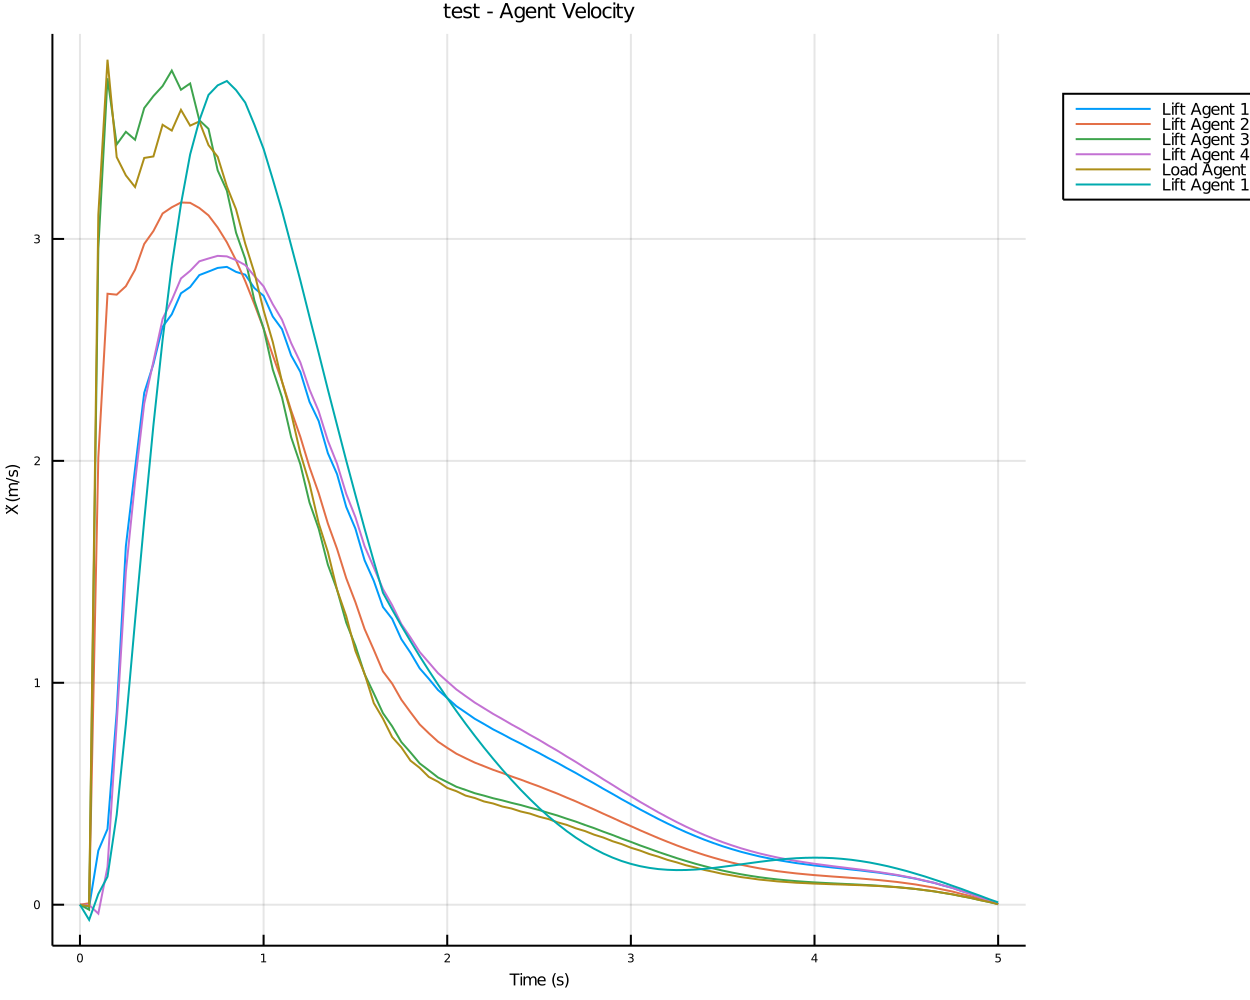 test - Agent Velocity
X (m/s)
3
2
1
0
0 1 2 3 4 5
Time (s)
Lift Agent 1
Lift Agent 2
Lift Agent 3
Lift Agent 4
Load Agent
Lift Agent 1